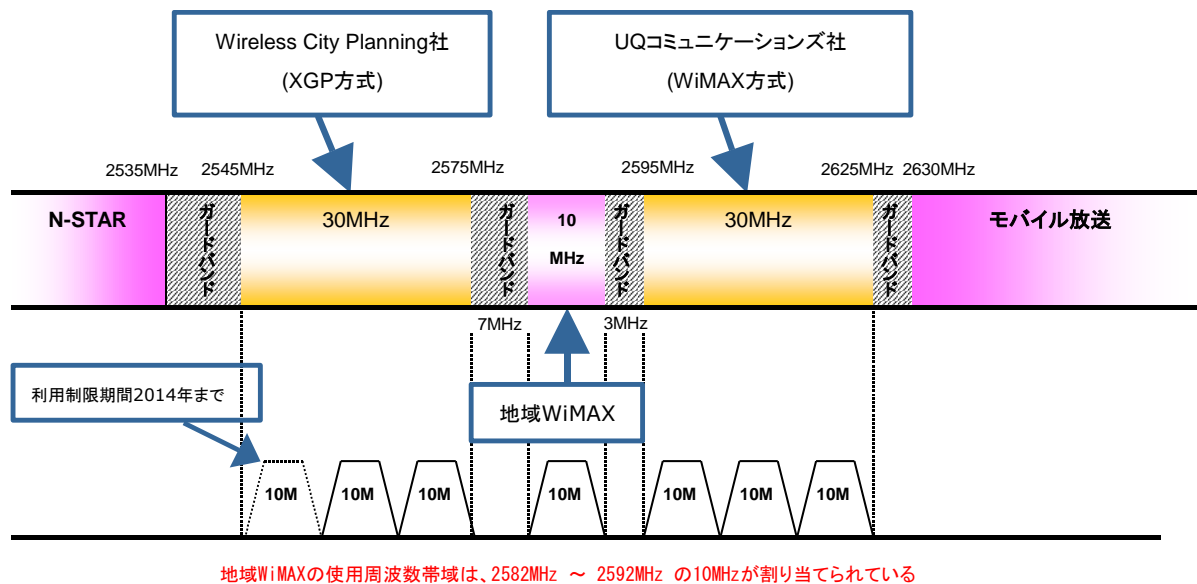 Wireless City Planning社
(XGP方式)
UQコミュニケーションズ社
(WiMAX方式)
2535MHz
2545MHz
2575MHz
2595MHz
2625MHz
2630MHz
N-STAR
ガードバンド
30MHz
ガードバンド
10
MHz
ガードバンド
30MHz
ガードバンド
モバイル放送
7MHz
3MHz
利用制限期間2014年まで
地域WiMAX
10M
10M
10M
10M
10M
10M
10M
地域WiMAXの使用周波数帯域は、2582MHz ～ 2592MHz の10MHzが割り当てられている